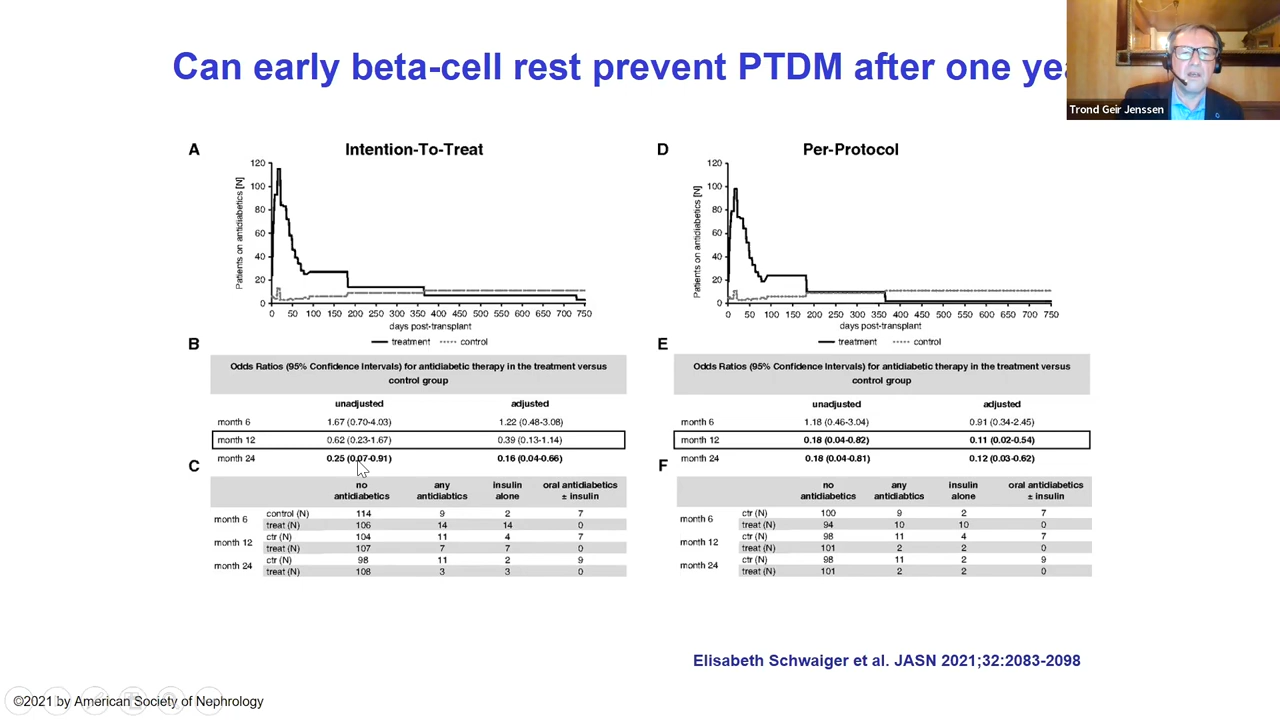 Can early beta-cell rest prevent PTDM after one yea
Trond Geir Jenssen
A
Intention-To-Treat
Patients on antidiabetics [N]
120
100
80
60
40
20
0
0 50 100 150 200 250 300 350 400 450 500 550 600 650 700 750
days post-transplant
treatment control
B
Odds Ratios (95% Confidence Intervals) for antidiabetic therapy in the treatment versus
control group
unadjusted adjusted
month 6 1.67 (0.70-4.03) 1.22 (0.48-3.08)
month 12 0.62 (0.23-1.67) 0.39 (0.13-1.14)
month 24 0.25 (0.07-0.91) 0.16 (0.04-0.66)
C
no antidiabetics any antidiabtics insulin alone oral antidiabetics ± insulin
month 6 control (N) 114 9 2 7
treat (N) 106 14 14 0
month 12 ctr (N) 104 11 4 7
treat (N) 107 7 7 0
month 24 ctr (N) 98 11 2 9
treat (N) 108 3 3 0
D
Per-Protocol
Patients on antidiabetics [N]
120
100
80
60
40
20
0
0 50 100 150 200 250 300 350 400 450 500 550 600 650 700 750
days post-transplant
treatment control
E
Odds Ratios (95% Confidence Intervals) for antidiabetic therapy in the treatment versus
control group
unadjusted adjusted
month 6 1.18 (0.46-3.04) 0.91 (0.34-2.45)
month 12 0.18 (0.04-0.82) 0.11 (0.02-0.54)
month 24 0.18 (0.04-0.81) 0.12 (0.03-0.62)
F
no antidiabetics any antidiabtics insulin alone oral antidiabetics ± insulin
month 6 ctr (N) 100 9 2 7
treat (N) 94 10 10 0
month 12 ctr (N) 98 11 4 7
treat (N) 101 2 2 0
month 24 ctr (N) 98 11 2 9
treat (N) 101 2 2 0
Elisabeth Schwaiger et al. JASN 2021;32:2083-2098
©2021 by American Society of Nephrology